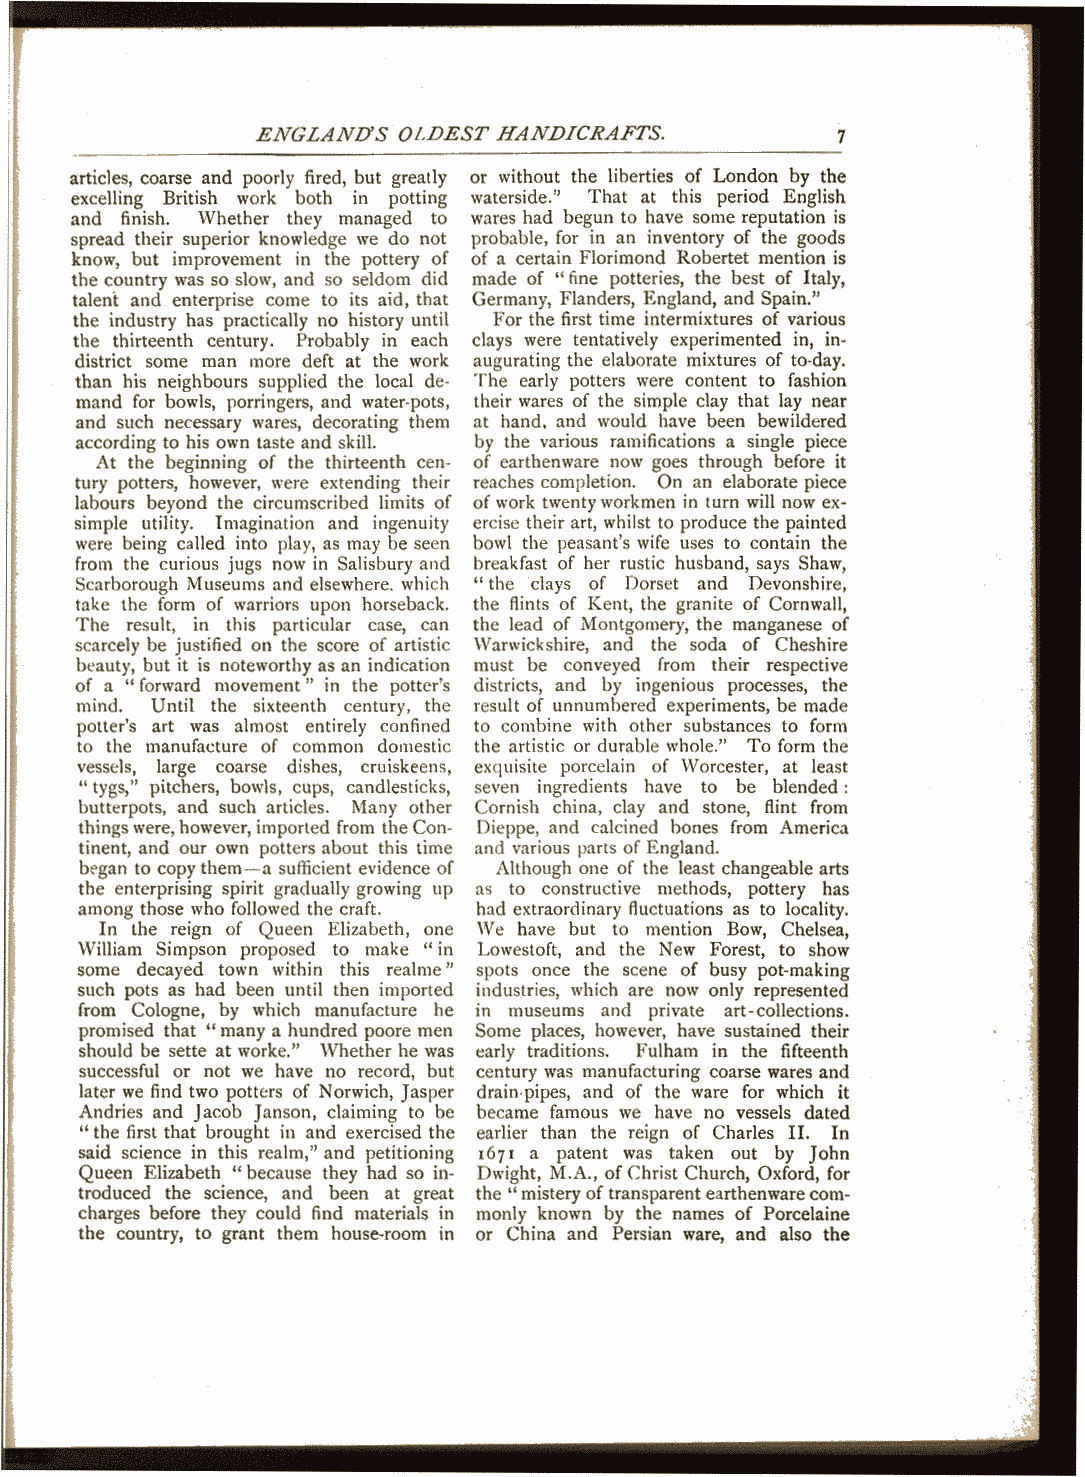 ENGLAND'S OLDEST HANDICRAFTS. 7
articles, coarse and poorly fired, but greatly
excelling British work both in potting
and finish. Whether they managed to
spread their superior knowledge we do not
know, but improvement in the pottery of
the country was so slow, and so seldom did
talent and enterprise come to its aid, that
the industry has practically no history until
the thirteenth century. Probably in each
district some man more deft at the work
than his neighbours supplied the local de-
mand for bowls, porringers, and water-pots,
and such necessary wares, decorating them
according to his own taste and skill.
At the beginning of the thirteenth cen-
tury potters, however, were extending their
labours beyond the circumscribed limits of
simple utility. Imagination and ingenuity
were being called into play, as may be seen
from the curious jugs now in Salisbury and
Scarborough Museums and elsewhere, which
take the form of warriors upon horseback.
The result, in this particular case, can
scarcely be justified on the score of artistic
beauty, but it is noteworthy as an indication
of a "forward movement" in the potter's
mind. Until the sixteenth century, the
potter's art was almost entirely confined
to the manufacture of common domestic
vessels, large coarse dishes, cruiskeens,
"tygs," pitchers, bowls, cups, candlesticks,
butterpots, and such articles. Many other
things were, however, imported from the Con-
tinent, and our own potters about this time
began to copy them—a sufficient evidence of
the enterprising spirit gradually growing up
among those who followed the craft.
In the reign of Queen Elizabeth, one
William Simpson proposed to make "in
some decayed town within this realme"
such pots as had been until then imported
from Cologne, by which manufacture he
promised that "many a hundred poore men
should be sette at worke." Whether he was
successful or not we have no record, but
later we find two potters of Norwich, Jasper
Andries and Jacob Janson, claiming to be
"the first that brought in and exercised the
said science in this realm," and petitioning
Queen Elizabeth "because they had so in-
troduced the science, and been at great
charges before they could find materials in
the country, to grant them house-room in
or without the liberties of London by the
waterside." That at this period English
wares had begun to have some reputation is
probable, for in an inventory of the goods
of a certain Florimond Robertet mention is
made of "fine potteries, the best of Italy,
Germany, Flanders, England, and Spain."
For the first time intermixtures of various
clays were tentatively experimented in, in-
augurating the elaborate mixtures of to-day.
The early potters were content to fashion
their wares of the simple clay that lay near
at hand, and would have been bewildered
by the various ramifications a single piece
of earthenware now goes through before it
reaches completion. On an elaborate piece
of work twenty workmen in turn will now ex-
ercise their art, whilst to produce the painted
bowl the peasant's wife uses to contain the
breakfast of her rustic husband, says Shaw,
"the clays of Dorset and Devonshire,
the flints of Kent, the granite of Cornwall,
the lead of Montgomery, the manganese of
Warwickshire, and the soda of Cheshire
must be conveyed from their respective
districts, and by ingenious processes, the
result of unnumbered experiments, be made
to combine with other substances to form
the artistic or durable whole." To form the
exquisite porcelain of Worcester, at least
seven ingredients have to be blended:
Cornish china, clay and stone, flint from
Dieppe, and calcined bones from America
and various parts of England.
Although one of the least changeable arts
as to constructive methods, pottery has
had extraordinary fluctuations as to locality.
We have but to mention Bow, Chelsea,
Lowestoft, and the New Forest, to show
spots once the scene of busy pot-making
industries, which are now only represented
in museums and private art-collections.
Some places, however, have sustained their
early traditions. Fulham in the fifteenth
century was manufacturing coarse wares and
drain-pipes, and of the ware for which it
became famous we have no vessels dated
earlier than the reign of Charles II. In
1671 a patent was taken out by John
Dwight, M.A., of Christ Church, Oxford, for
the "mistery of transparent earthenware com-
monly known by the names of Porcelaine
or China and Persian ware, and also the